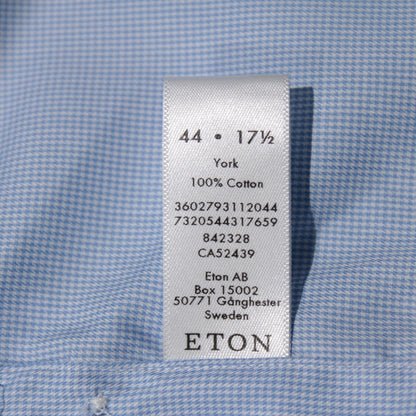 44 • 17½
York
100% Cotton
3602793112044
7320544317659
842328
CA52439
Eton AB
Box 15002
50771 Gånghester
Sweden
ETON